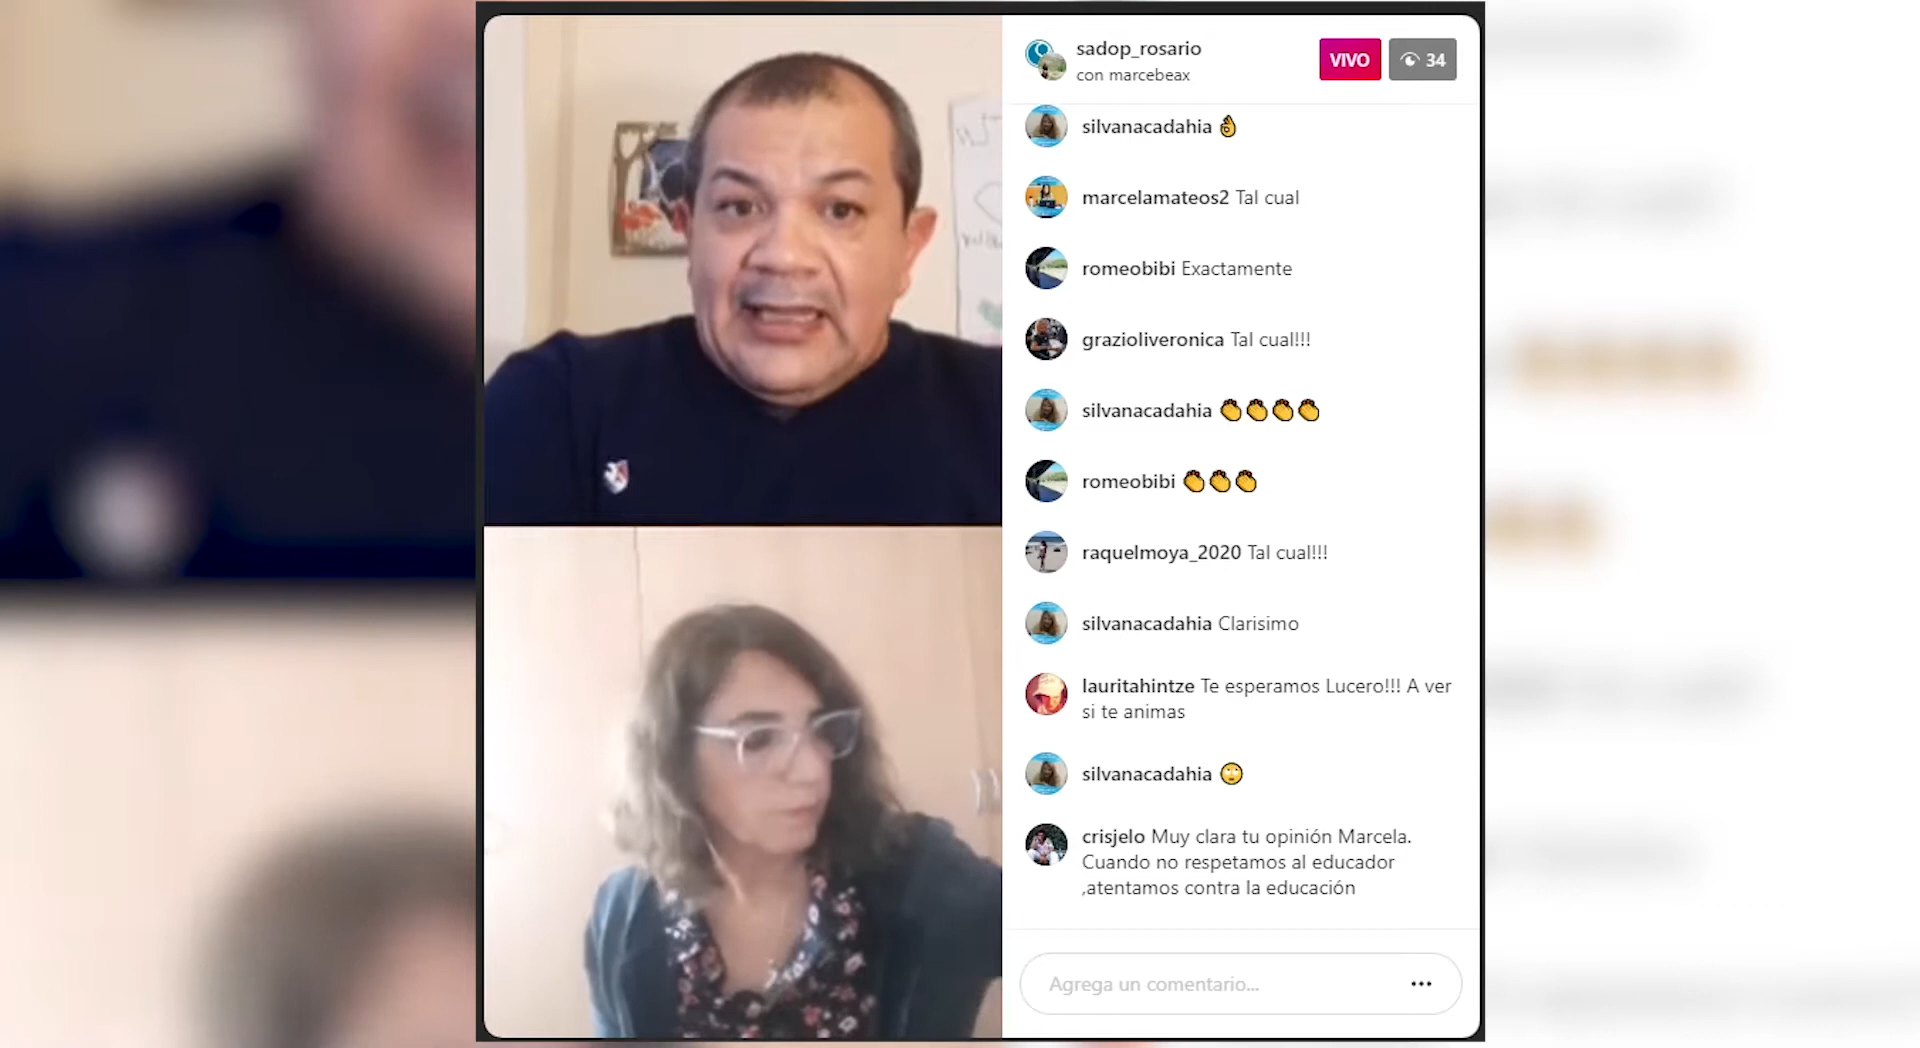 sadop_rosario
con marcebeax
VIVO
34
silvanacadahia 👌
marcelamateos2 Tal cual
romeobibi Exactamente
grazioliveronica Tal cual!!!
silvanacadahia 👏👏👏👏
romeobibi 👏👏👏
raquelmoya_2020 Tal cual!!!
silvanacadahia Clarisimo
lauritahintze Te esperamos Lucero!!! A ver
si te animas
silvanacadahia 🙄
crisjelo Muy clara tu opinión Marcela.
Cuando no respetamos al educador
,atentamos contra la educación
Agrega un comentario...